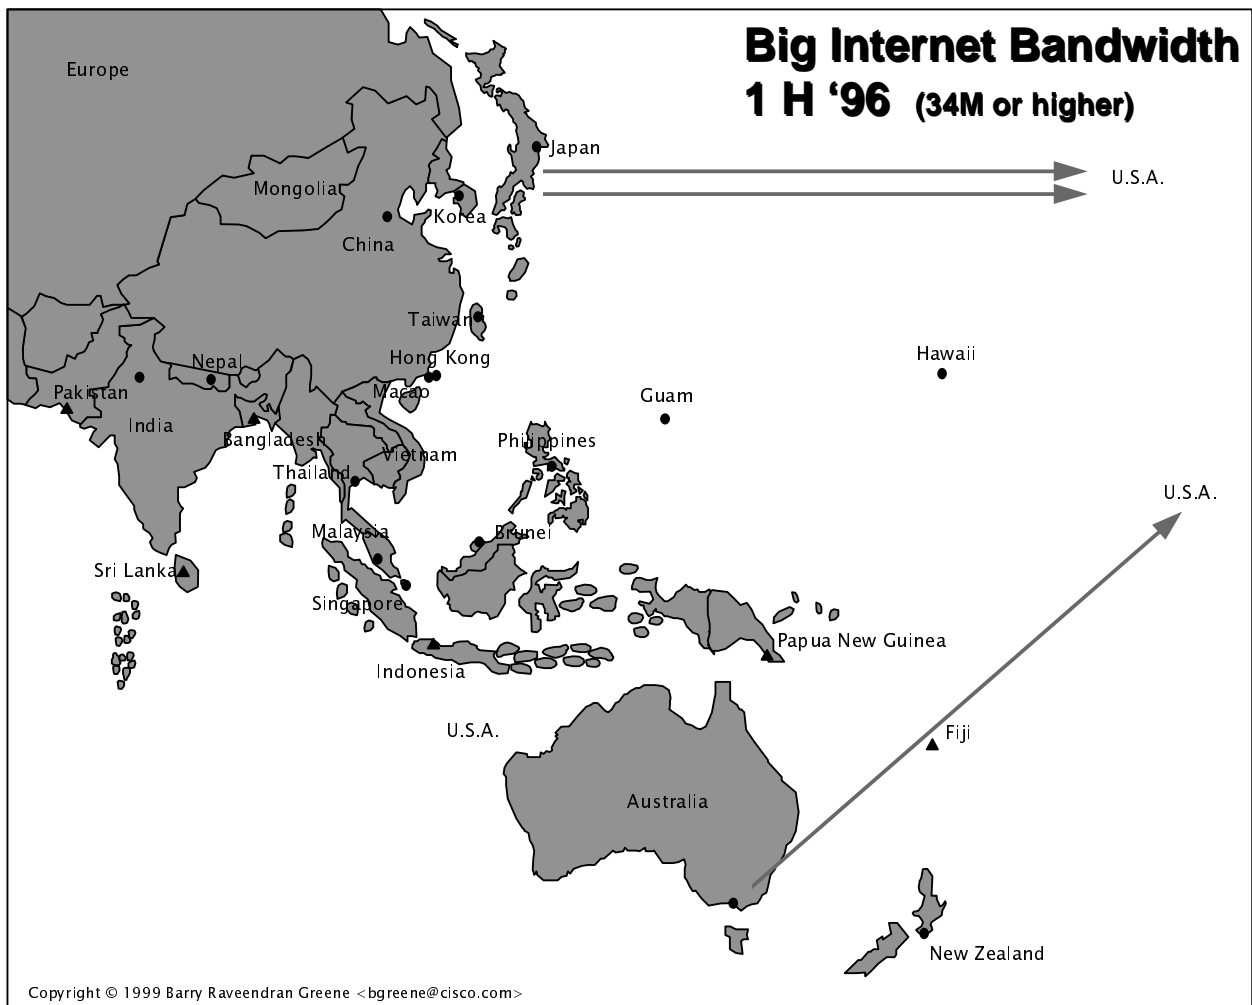 Big Internet Bandwidth
1 H ‘96 (34M or higher)
Europe
Japan
U.S.A.
Mongolia
Korea
China
Taiwan
Hong Kong
Hawaii
Nepal
Macao
Guam
Pakistan
India
Bangladesh
Philippines
Vietnam
Thailand
U.S.A.
Malaysia
Brunei
Sri Lanka
Singapore
Papua New Guinea
Indonesia
U.S.A.
Fiji
Australia
New Zealand
Copyright © 1999 Barry Raveendran Greene <bgreene@cisco.com>